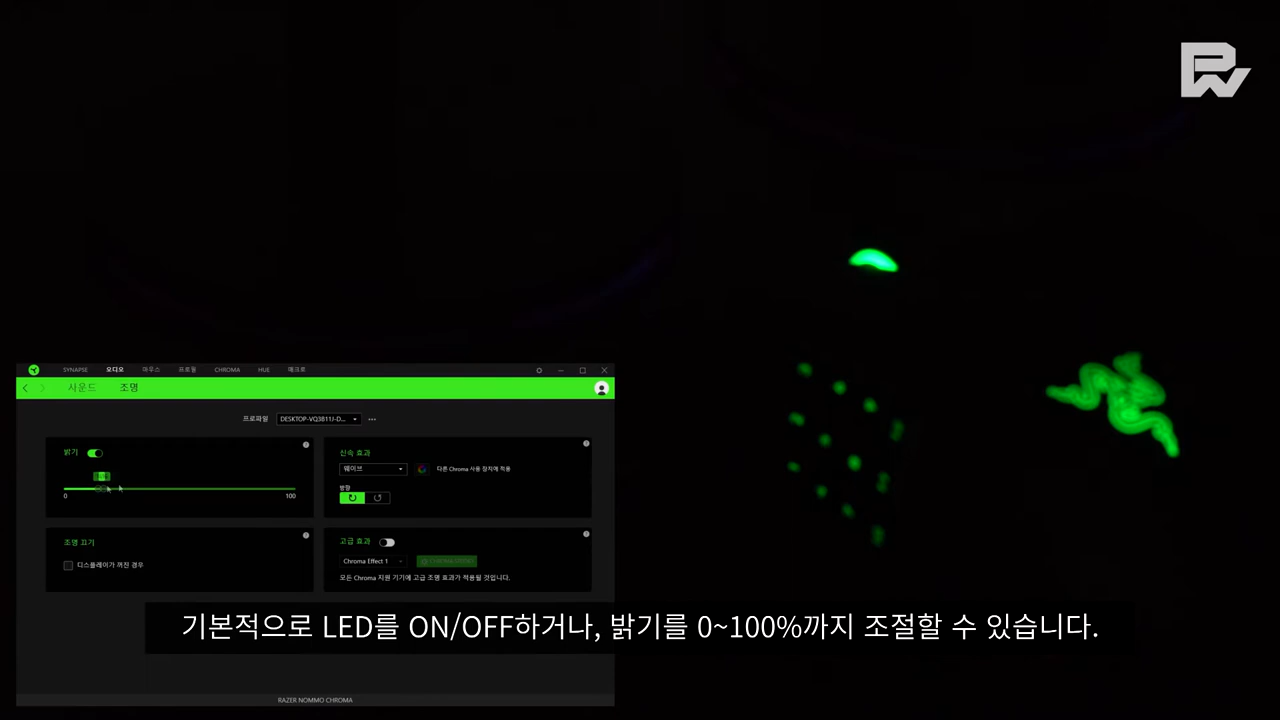 PW
SYNAPSE 오디오 마우스 프로필 CHROMA HUE 매크로
사운드 조명
프로파일 DESKTOP-VQ3B11J-D...
밝기
0 100
신속 효과
웨이브 다른 Chroma 사용 장치에 적용
방향
조명 끄기
디스플레이가 꺼진 경우
고급 효과
Chroma Effect 1 CHROMA STUDIO
모든 Chroma 지원 기기에 고급 조명 효과가 적용될 것입니다.
기본적으로 LED를 ON/OFF하거나, 밝기를 0~100%까지 조절할 수 있습니다.
RAZER NOMMO CHROMA